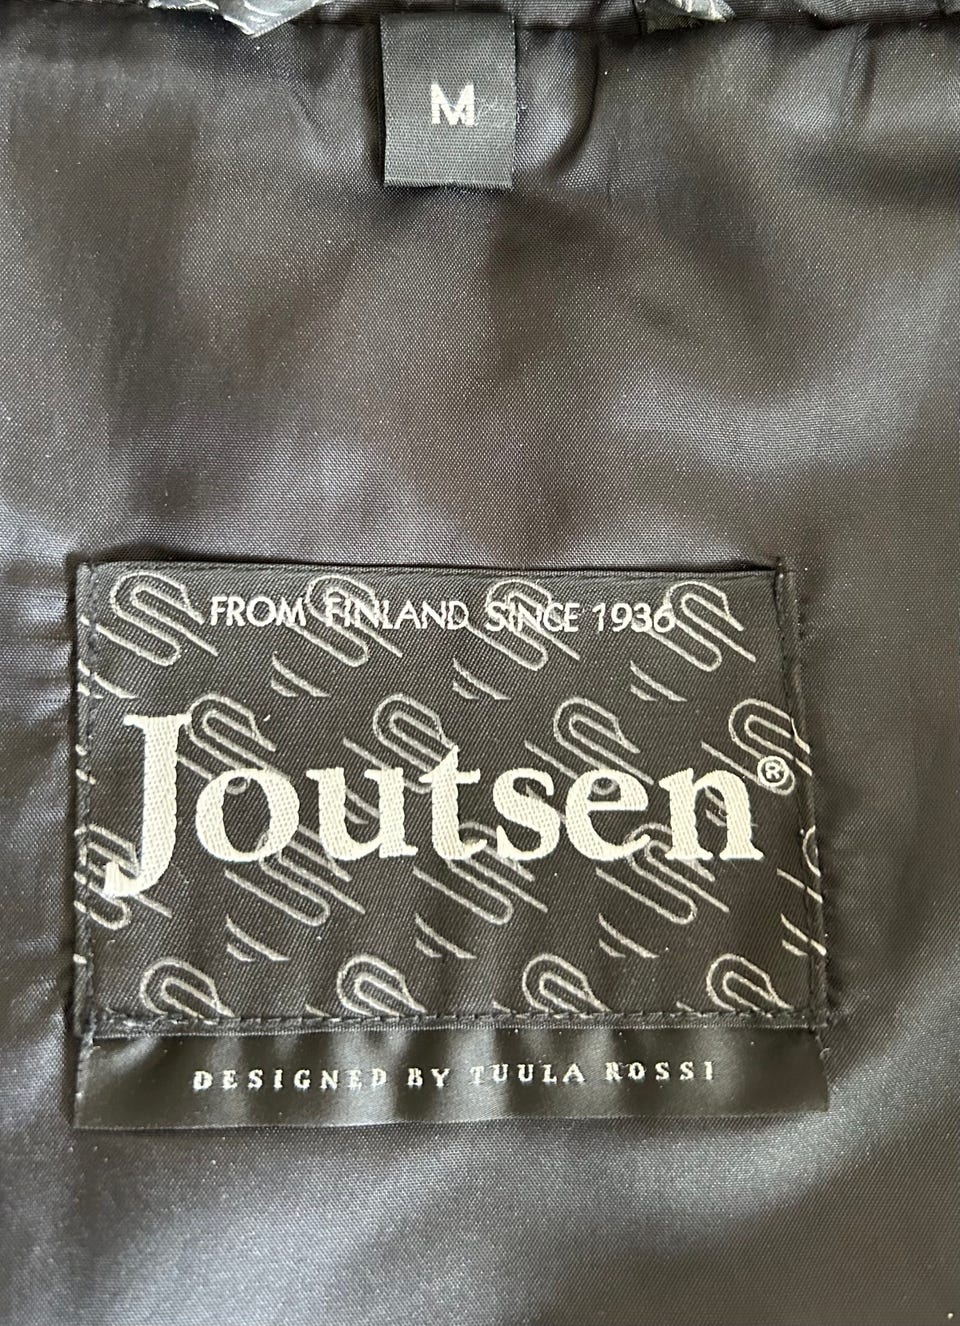 M
FROM FINLAND SINCE 1936
Joutsen®
DESIGNED BY TUULA ROSSI